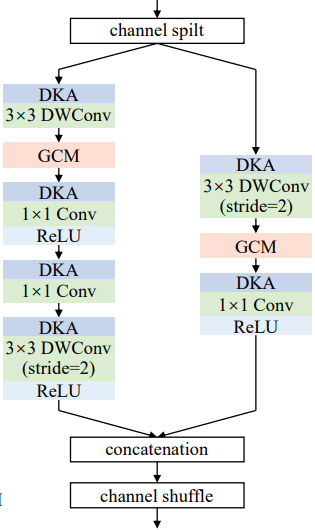 channel spilt
DKA
3×3 DWConv
GCM
DKA
1×1 Conv
ReLU
DKA
1×1 Conv
DKA
3×3 DWConv
(stride=2)
ReLU
DKA
3×3 DWConv
(stride=2)
GCM
DKA
1×1 Conv
ReLU
concatenation
channel shuffle